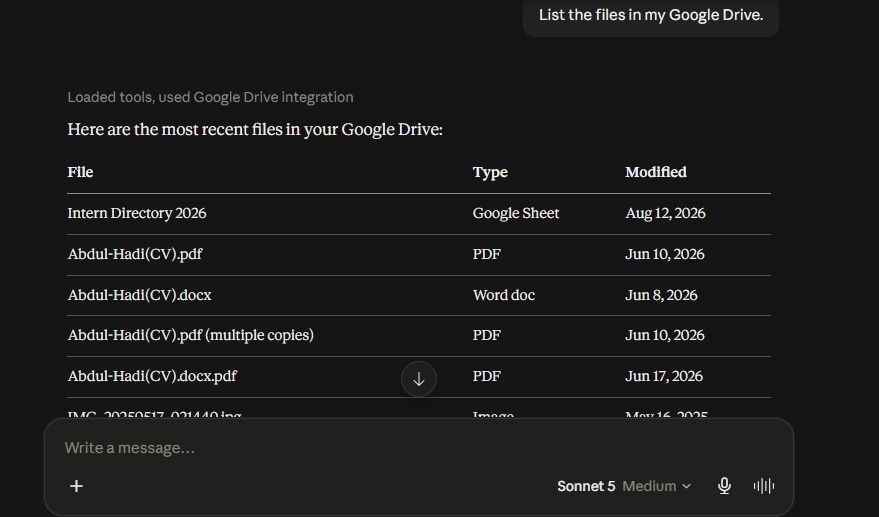 List the files in my Google Drive.
Loaded tools, used Google Drive integration
Here are the most recent files in your Google Drive:
File Type Modified
Intern Directory 2026 Google Sheet Aug 12, 2026
Abdul-Hadi(CV).pdf PDF Jun 10, 2026
Abdul-Hadi(CV).docx Word doc Jun 8, 2026
Abdul-Hadi(CV).pdf (multiple copies) PDF Jun 10, 2026
Abdul-Hadi(CV).docx.pdf PDF Jun 17, 2026
IMG_20250517_021440.jpg Image May 16, 2025
Write a message...
Sonnet 5 Medium